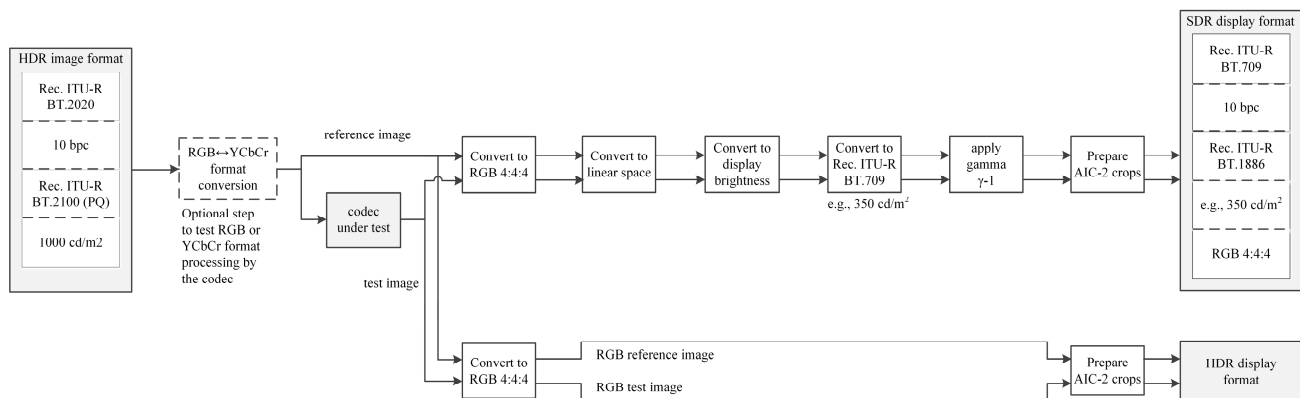 HDR image format
Rec. ITU-R
BT.2020
10 bpc
Rec. ITU-R
BT.2100 (PQ)
1000 cd/m2
RGB↔YCbCr
format
conversion
Optional step
to test RGB or
YCbCr format
processing by
the codec
reference image
codec
under test
test image
Convert to
RGB 4:4:4
Convert to
linear space
Convert to
display
brightness
Convert to
Rec. ITU-R
BT.709
e.g., 350 cd/m²
apply
gamma
γ-1
Prepare
AIC-2 crops
SDR display format
Rec. ITU-R
BT.709
10 bpc
Rec. ITU-R
BT.1886
e.g., 350 cd/m²
RGB 4:4:4
Convert to
RGB 4:4:4
RGB reference image
RGB test image
Prepare
AIC-2 crops
HDR display
format